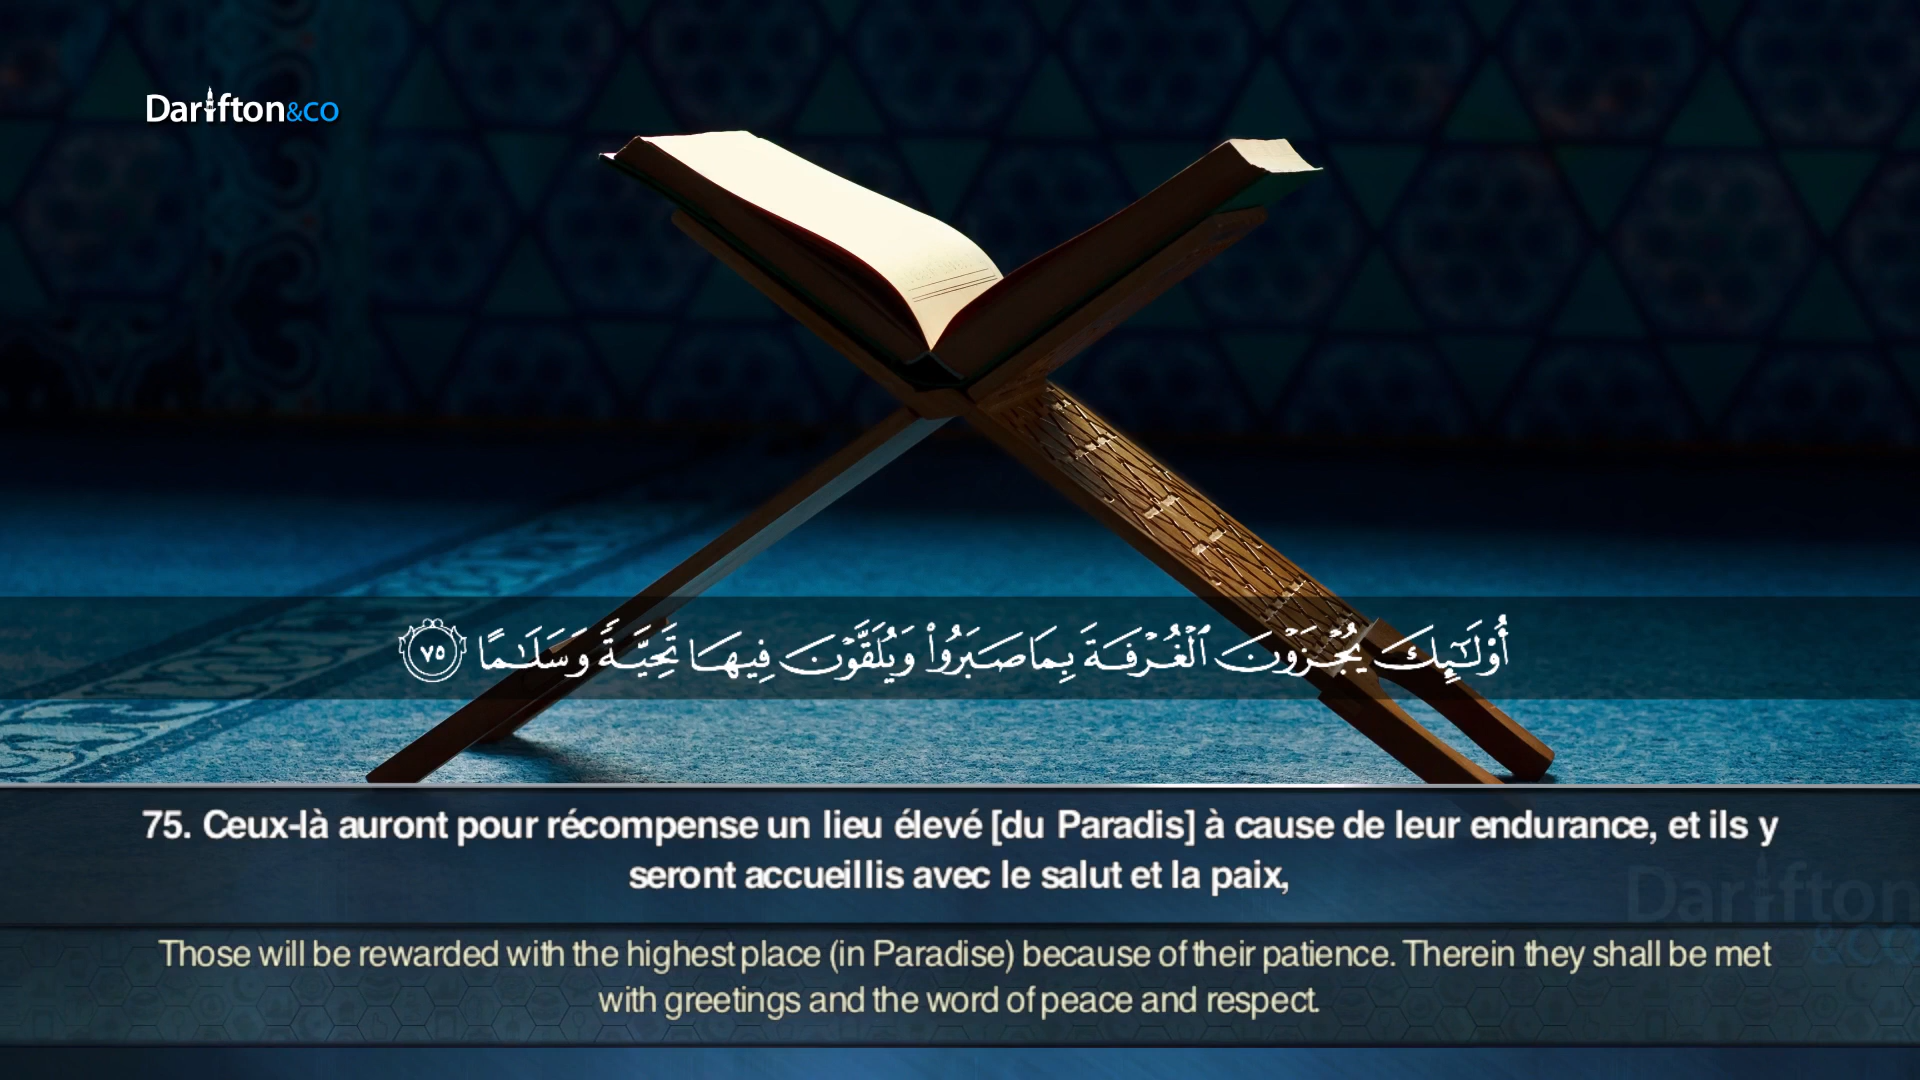 Darifton&co
أُوْلَـٰٓئِكَ يُجۡزَوۡنَ ٱلۡغُرۡفَةَ بِمَا صَبَرُواْ وَيُلَقَّوۡنَ فِيهَا تَحِيَّةٗ وَسَلَـٰمًا ٧٥
75. Ceux-là auront pour récompense un lieu élevé [du Paradis] à cause de leur endurance, et ils y
seront accueillis avec le salut et la paix,
Darifton
&co
Those will be rewarded with the highest place (in Paradise) because of their patience. Therein they shall be met
with greetings and the word of peace and respect.